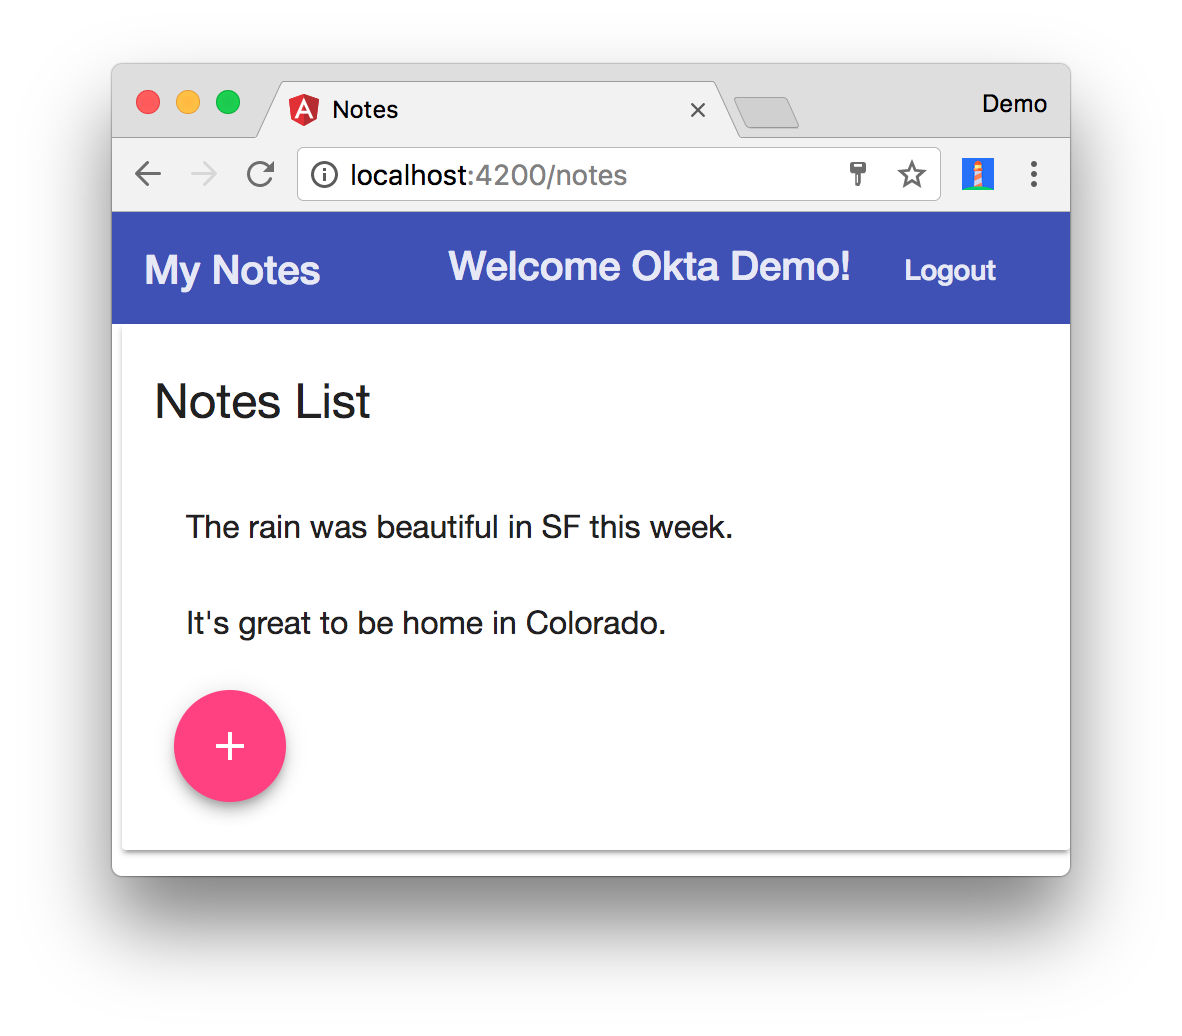 Notes
Demo
localhost:4200/notes
My Notes
Welcome Okta Demo!
Logout
Notes List
The rain was beautiful in SF this week.
It's great to be home in Colorado.